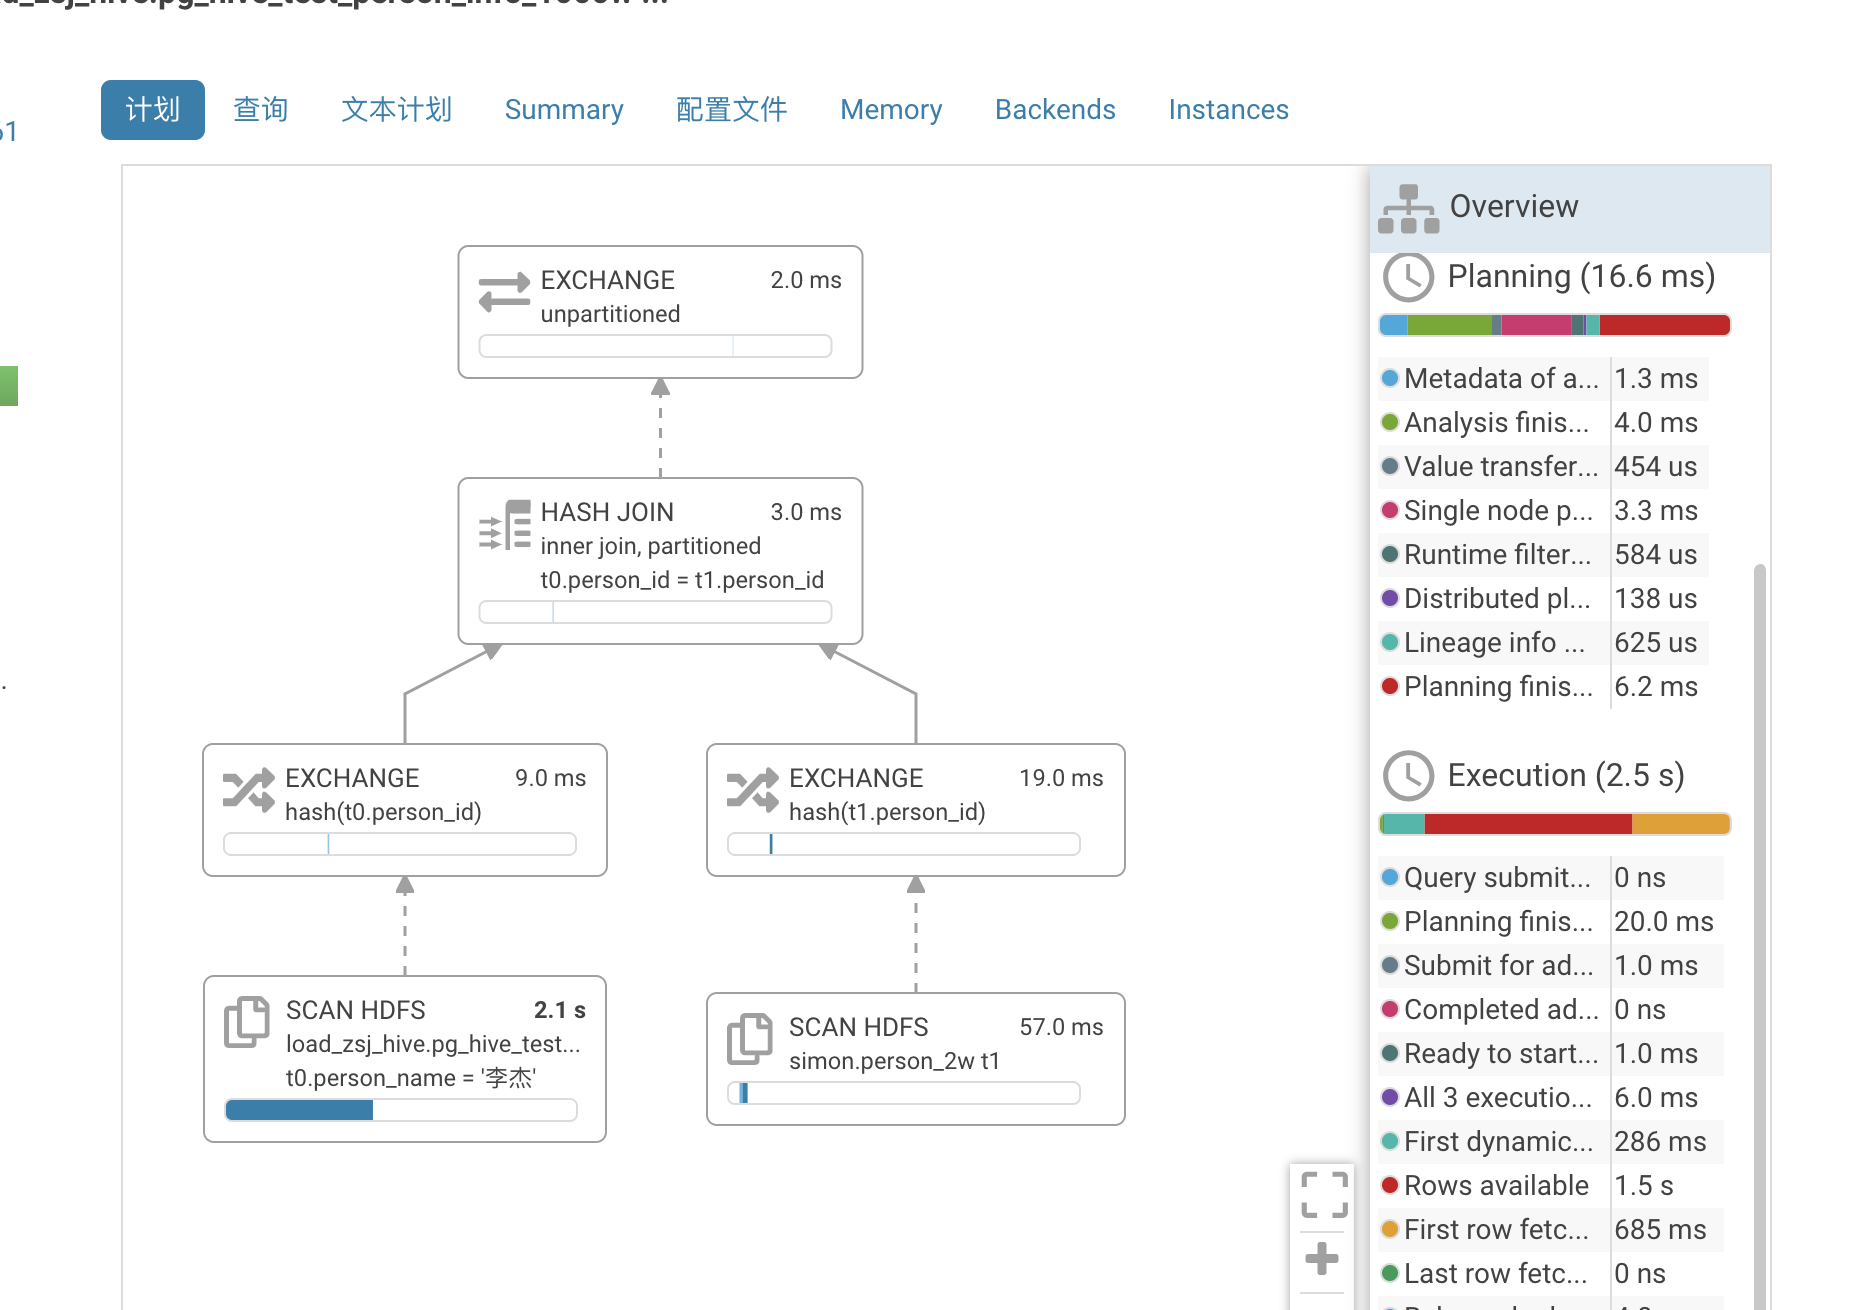 计划
查询
文本计划
Summary
配置文件
Memory
Backends
Instances
EXCHANGE 2.0 ms
unpartitioned
HASH JOIN 3.0 ms
inner join, partitioned
t0.person_id = t1.person_id
EXCHANGE 9.0 ms
hash(t0.person_id)
EXCHANGE 19.0 ms
hash(t1.person_id)
SCAN HDFS 2.1 s
load_zsj_hive.pg_hive_test...
t0.person_name = '李杰'
SCAN HDFS 57.0 ms
simon.person_2w t1
Overview
Planning (16.6 ms)
Metadata of a... 1.3 ms
Analysis finis... 4.0 ms
Value transfer... 454 us
Single node p... 3.3 ms
Runtime filter... 584 us
Distributed pl... 138 us
Lineage info ... 625 us
Planning finis... 6.2 ms
Execution (2.5 s)
Query submit... 0 ns
Planning finis... 20.0 ms
Submit for ad... 1.0 ms
Completed ad... 0 ns
Ready to start... 1.0 ms
All 3 executio... 6.0 ms
First dynamic... 286 ms
Rows available 1.5 s
First row fetc... 685 ms
Last row fetc... 0 ns